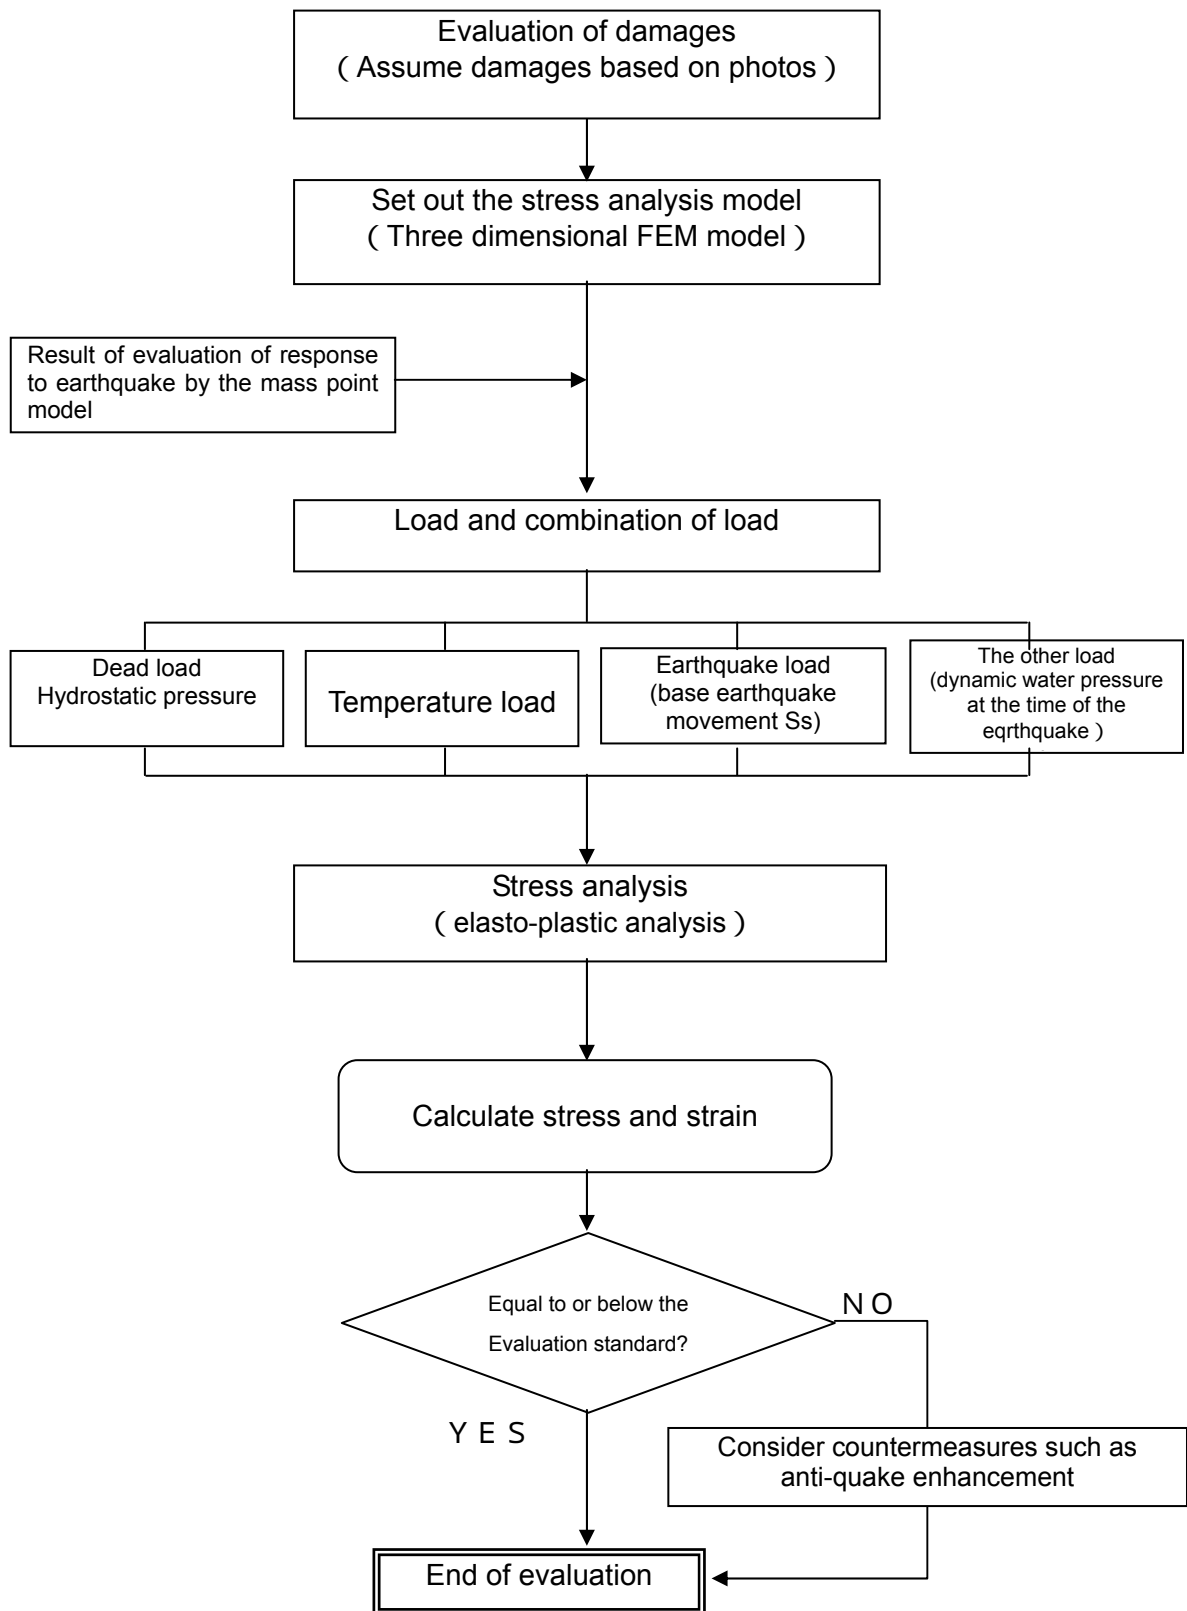 Evaluation of damages
( Assume damages based on photos )
Set out the stress analysis model
( Three dimensional FEM model )
Result of evaluation of response
to earthquake by the mass point
model
Load and combination of load
Dead load
Hydrostatic pressure
Temperature load
Earthquake load
(base earthquake
movement Ss)
The other load
(dynamic water pressure
at the time of the
eqrthquake )
Stress analysis
( elasto-plastic analysis )
Calculate stress and strain
Equal to or below the
Evaluation standard?
NO
YES
Consider countermeasures such as
anti-quake enhancement
End of evaluation